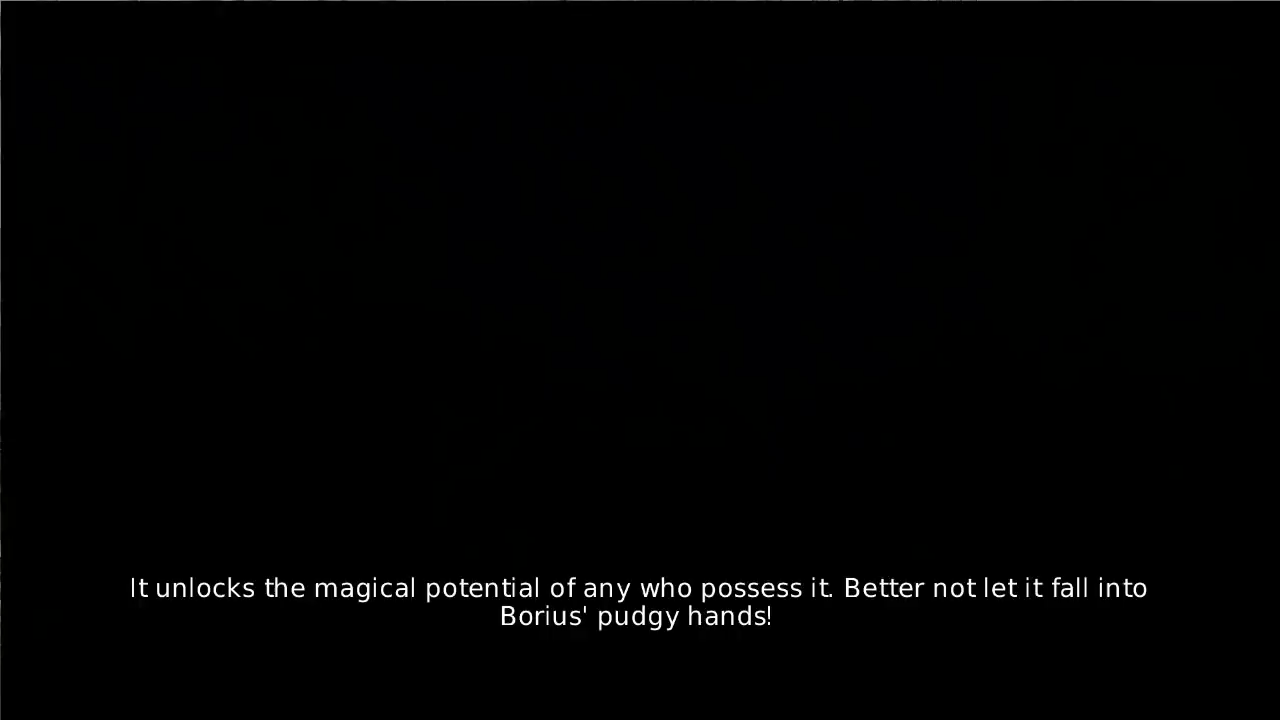 It unlocks the magical potential of any who possess it. Better not let it fall into
Borius' pudgy hands!